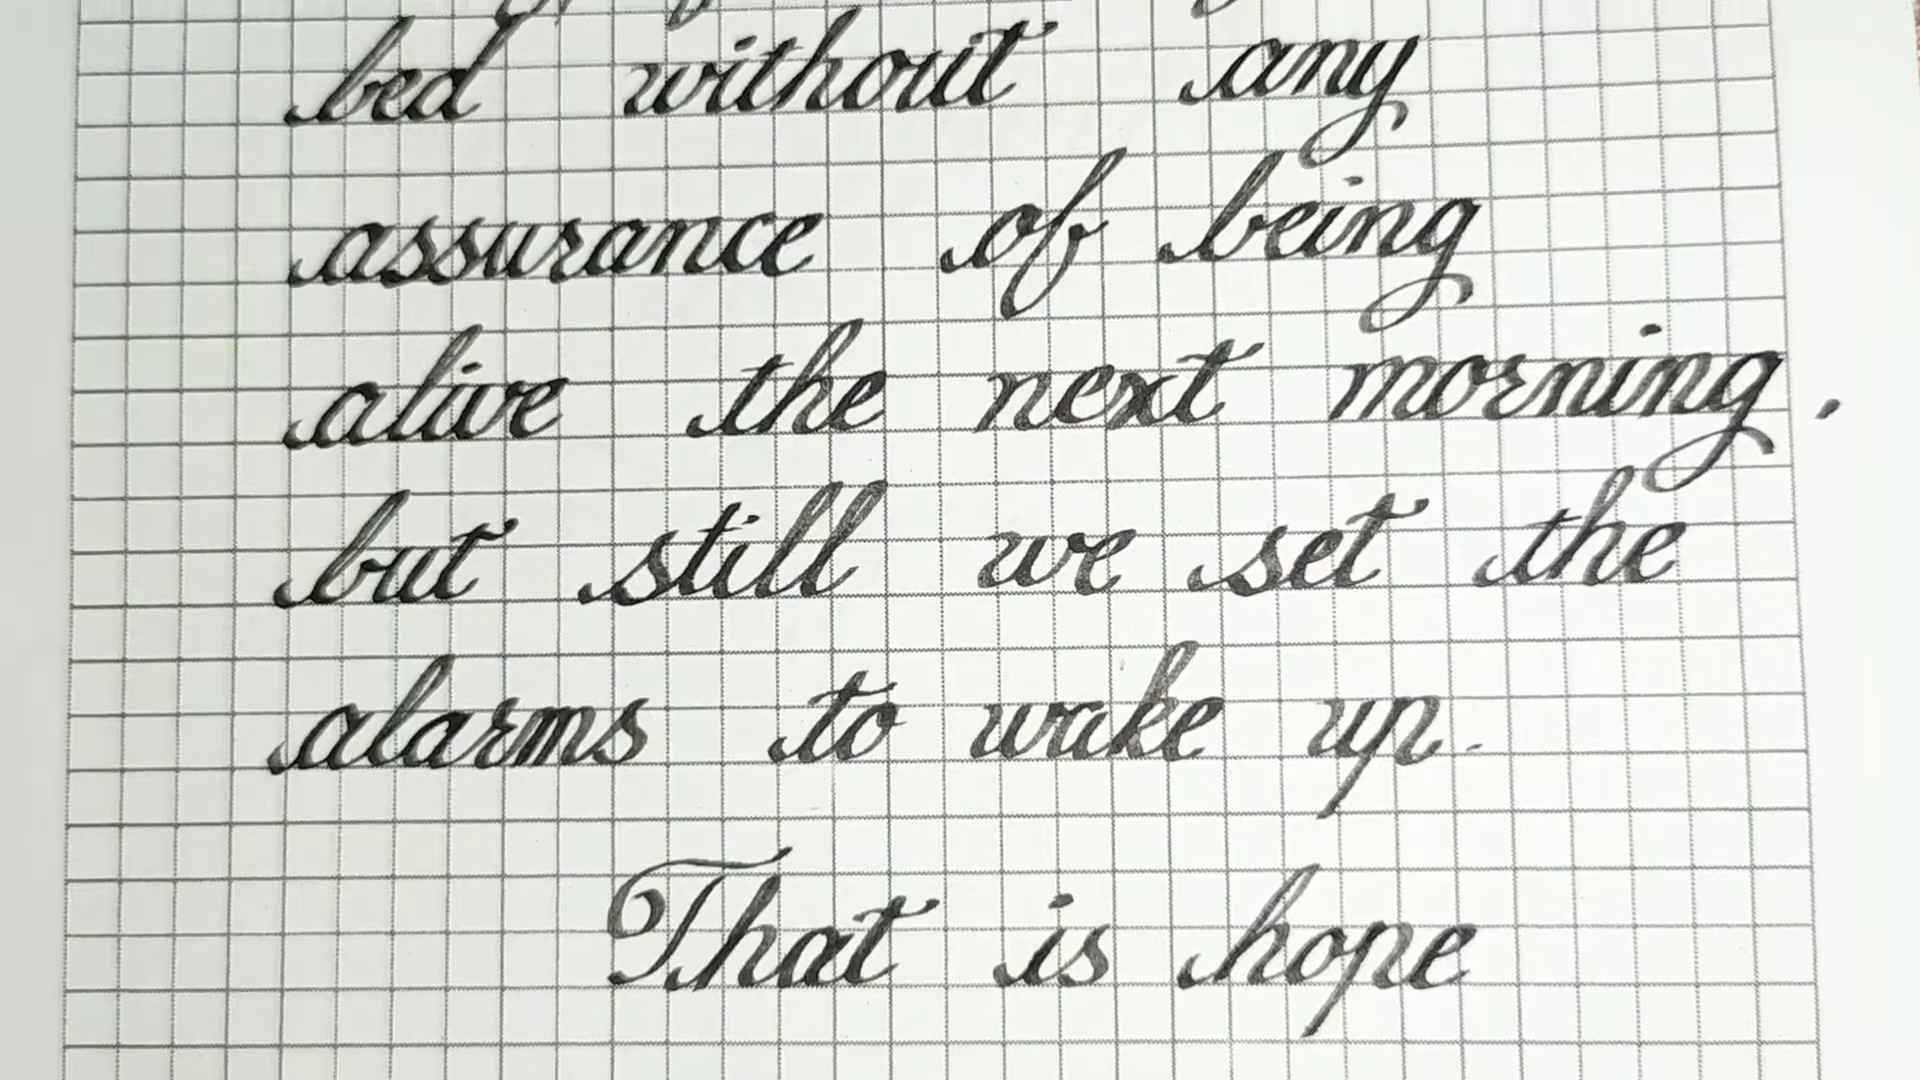 bed without any
assurance of being
alive the next morning.
but still we set the
alarms to wake up.
That is hope